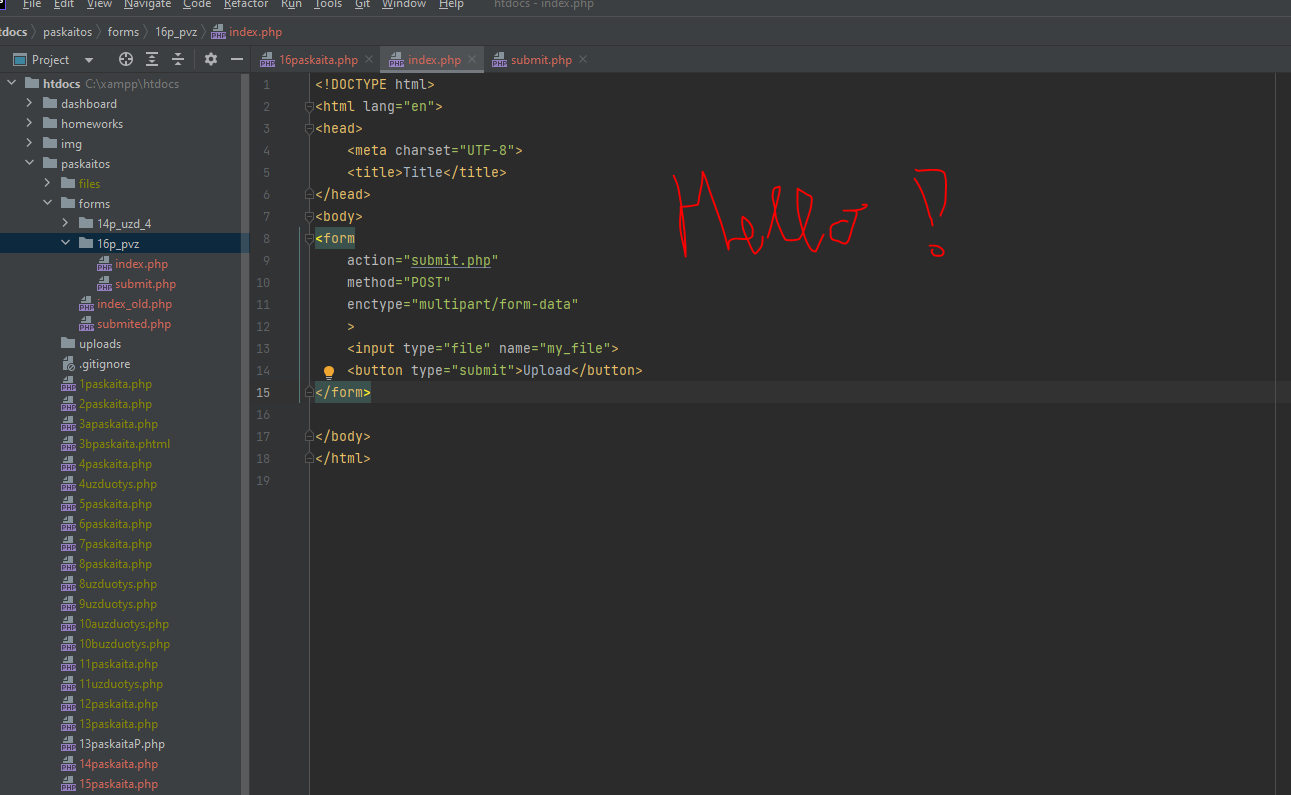 File Edit View Navigate Code Refactor Run Tools Git Window Help htdocs - index.php
htdocs paskaitos forms 16p_pvz index.php
Project 16paskaita.php index.php submit.php
htdocs C:\xampp\htdocs
dashboard
homeworks
img
paskaitos
files
forms
14p_uzd_4
16p_pvz
index.php
submit.php
index_old.php
submited.php
uploads
.gitignore
1paskaita.php
2paskaita.php
3apaskaita.php
3bpaskaita.phtml
4paskaita.php
4uzduotys.php
5paskaita.php
6paskaita.php
7paskaita.php
8paskaita.php
8uzduotys.php
9uzduotys.php
10auzduotys.php
10buzduotys.php
11paskaita.php
11uzduotys.php
12paskaita.php
13paskaita.php
13paskaitaP.php
14paskaita.php
15paskaita.php
1 <!DOCTYPE html>
2 <html lang="en">
3 <head>
4 <meta charset="UTF-8">
5 <title>Title</title>
6 </head>
7 <body>
8 <form
9 action="submit.php"
10 method="POST"
11 enctype="multipart/form-data"
12 >
13 <input type="file" name="my_file">
14 <button type="submit">Upload</button>
15 </form>
16
17 </body>
18 </html>
19
Hello !